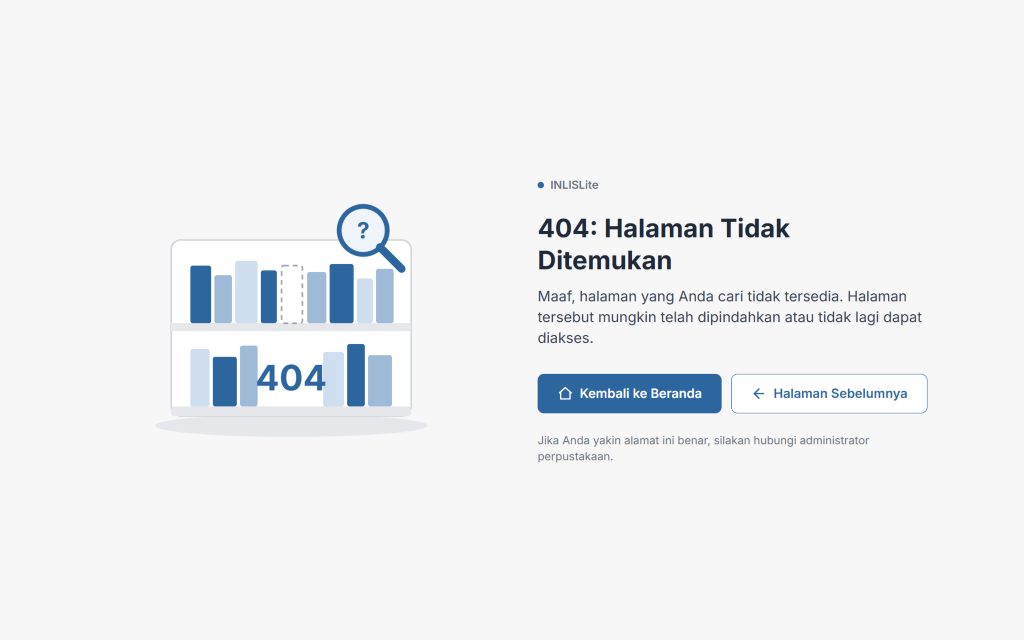 ?
404
INLISLite
404: Halaman Tidak
Ditemukan
Maaf, halaman yang Anda cari tidak tersedia. Halaman
tersebut mungkin telah dipindahkan atau tidak lagi dapat
diakses.
Kembali ke Beranda
Halaman Sebelumnya
Jika Anda yakin alamat ini benar, silakan hubungi administrator
perpustakaan.